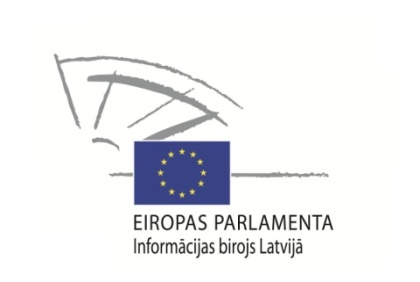 EIROPAS PARLAMENTA
Informācijas birojs Latvijā